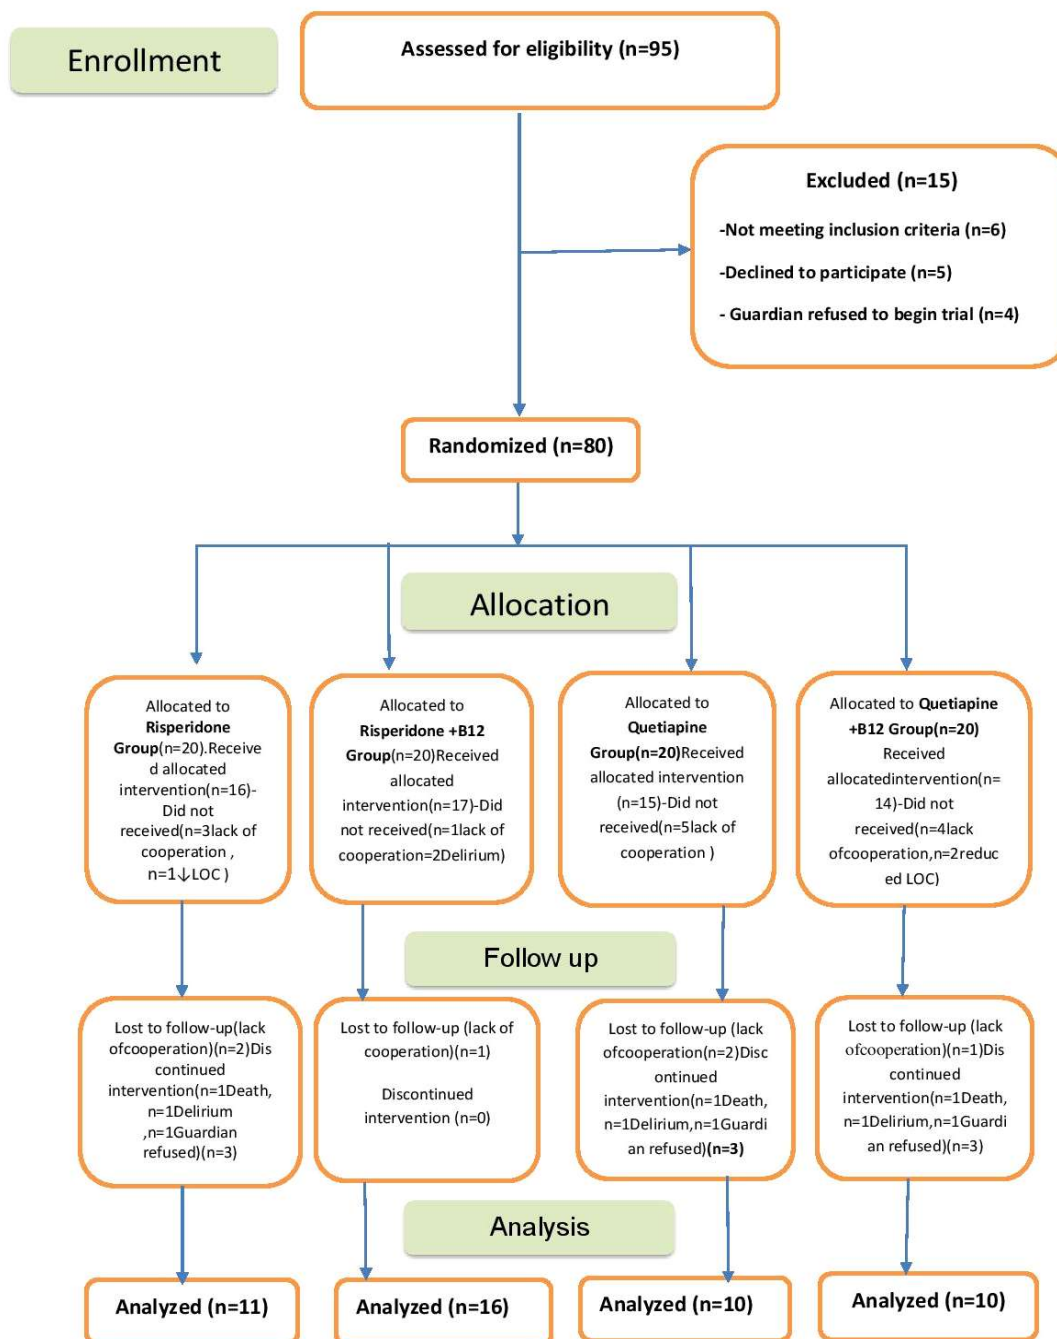 Enrollment
Assessed for eligibility (n=95)
Excluded (n=15)
-Not meeting inclusion criteria (n=6)
-Declined to participate (n=5)
- Guardian refused to begin trial (n=4)
Randomized (n=80)
Allocation
Allocated to
Risperidone
Group(n=20).Receive
d allocated
intervention(n=16)-
Did not
received(n=3lack of
cooperation ,
n=1↓LOC )
Allocated to
Risperidone +B12
Group(n=20)Received
allocated
intervention(n=17)-Did
not received(n=1lack of
cooperation=2Delirium)
Allocated to
Quetiapine
Group(n=20)Received
allocated intervention
(n=15)-Did not
received(n=5lack of
cooperation )
Allocated to Quetiapine
+B12 Group(n=20)
Received
allocatedintervention(n=
14)-Did not
received(n=4lack
ofcooperation,n=2reduc
ed LOC)
Follow up
Lost to follow-up(lack
ofcooperation)(n=2)Dis
continued
intervention(n=1Death,
n=1Delirium
,n=1Guardian
refused)(n=3)
Lost to follow-up (lack of
cooperation)(n=1)
Discontinued
intervention (n=0)
Lost to follow-up (lack
ofcooperation(n=2)Disc
ontinued
intervention(n=1Death,
n=1Delirium,n=1Guardi
an refused)(n=3)
Lost to follow-up (lack
ofcooperation)(n=1)Dis
continued
intervention(n=1Death,
n=1Delirium,n=1Guardi
an refused)(n=3)
Analysis
Analyzed (n=11)
Analyzed (n=16)
Analyzed (n=10)
Analyzed (n=10)